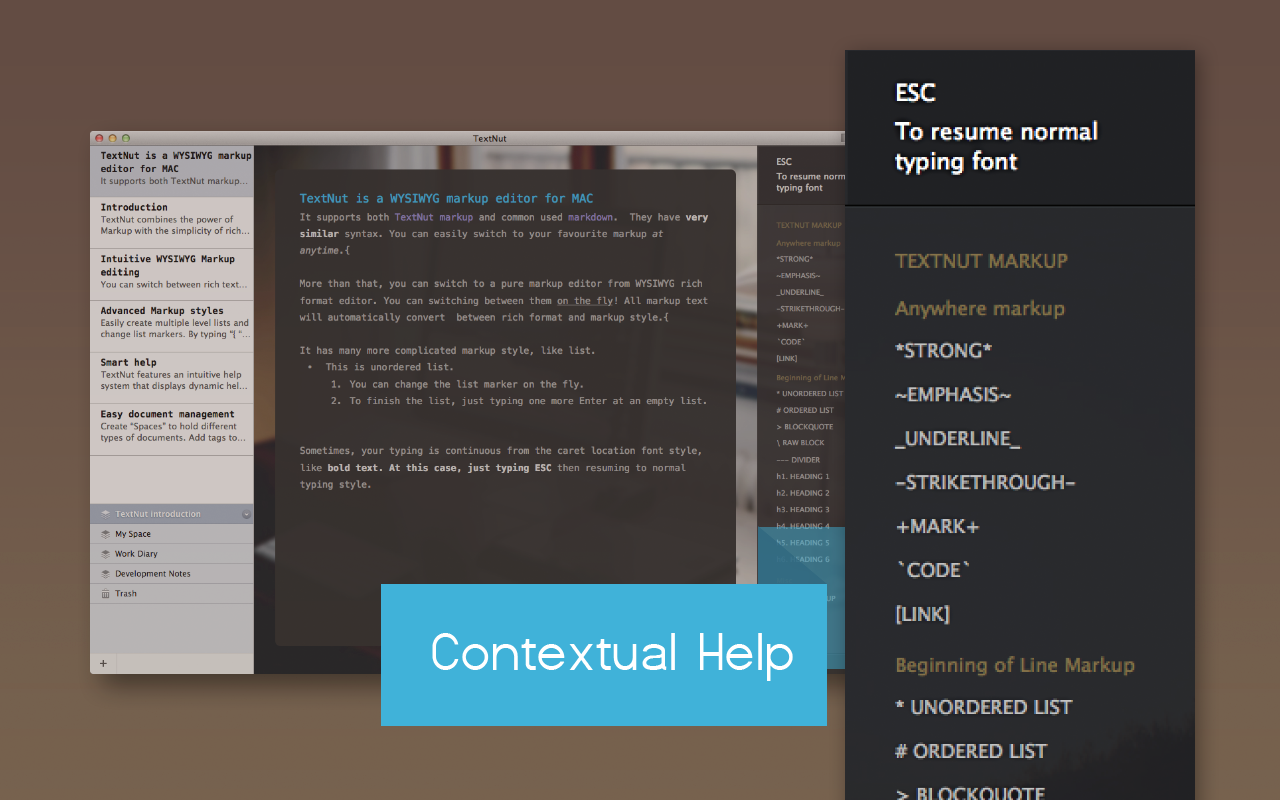 TextNut
TextNut is a WYSIWYG markup
editor for MAC
It supports both TextNut markup...
Introduction
TextNut combines the power of
Markup with the simplicity of rich...
Intuitive WYSIWYG Markup
editing
You can switch between rich text...
Advanced Markup styles
Easily create multiple level lists and
change list markers. By typing "[ "...
Smart help
TextNut features an intuitive help
system that displays dynamic hel...
Easy document management
Create "Spaces" to hold different
types of documents. Add tags to...
TextNut introduction
My Space
Work Diary
Development Notes
Trash
+
TextNut is a WYSIWYG markup editor for MAC
It supports both TextNut markup and common used markdown.  They have very
similar syntax. You can easily switch to your favourite markup at
anytime.{
More than that, you can switch to a pure markup editor from WYSIWYG rich
format editor. You can switching between them on the fly! All markup text
will automatically convert  between rich format and markup style.{
It has many more complicated markup style, like list.
• This is unordered list.
1. You can change the list marker on the fly.
2. To finish the list, just typing one more Enter at an empty list.
Sometimes, your typing is continuous from the caret location font style,
like bold text. At this case, just typing ESC then resuming to normal
typing style.
ESC
To resume norm
typing font
TEXTNUT MARKUP
Anywhere markup
*STRONG*
~EMPHASIS~
_UNDERLINE_
-STRIKETHROUGH-
+MARK+
`CODE`
[LINK]
Beginning of Line M
* UNORDERED LIST
# ORDERED LIST
> BLOCKQUOTE
\ RAW BLOCK
--- DIVIDER
h1. HEADING 1
h2. HEADING 2
h3. HEADING 3
h4. HEADING 4
h5. HEADING 5
HEADING 6
Contextual Help
ESC
To resume normal
typing font
TEXTNUT MARKUP
Anywhere markup
*STRONG*
~EMPHASIS~
_UNDERLINE_
-STRIKETHROUGH-
+MARK+
`CODE`
[LINK]
Beginning of Line Markup
* UNORDERED LIST
# ORDERED LIST
> BLOCKQUOTE